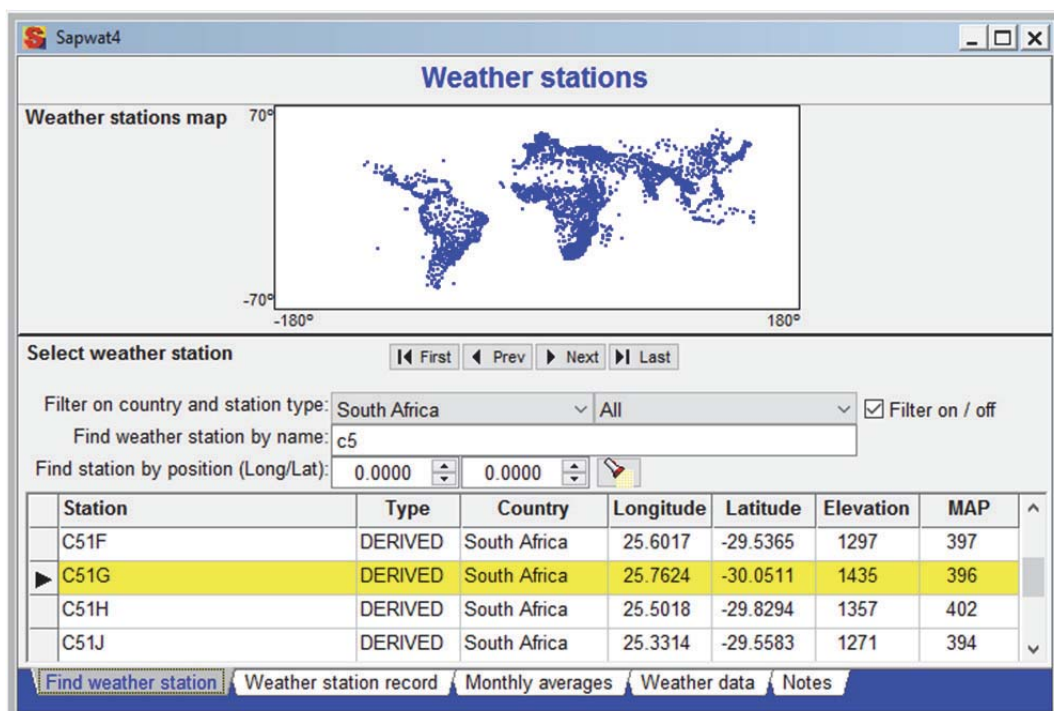 Sapwat4
Weather stations
Weather stations map
70º
-70º
-180º 180º
Select weather station First Prev Next Last
Filter on country and station type: South Africa All Filter on / off
Find weather station by name: c5
Find station by position (Long/Lat): 0.0000 0.0000
Station Type Country Longitude Latitude Elevation MAP
C51F DERIVED South Africa 25.6017 -29.5365 1297 397
C51G DERIVED South Africa 25.7624 -30.0511 1435 396
C51H DERIVED South Africa 25.5018 -29.8294 1357 402
C51J DERIVED South Africa 25.3314 -29.5583 1271 394
Find weather station Weather station record Monthly averages Weather data Notes